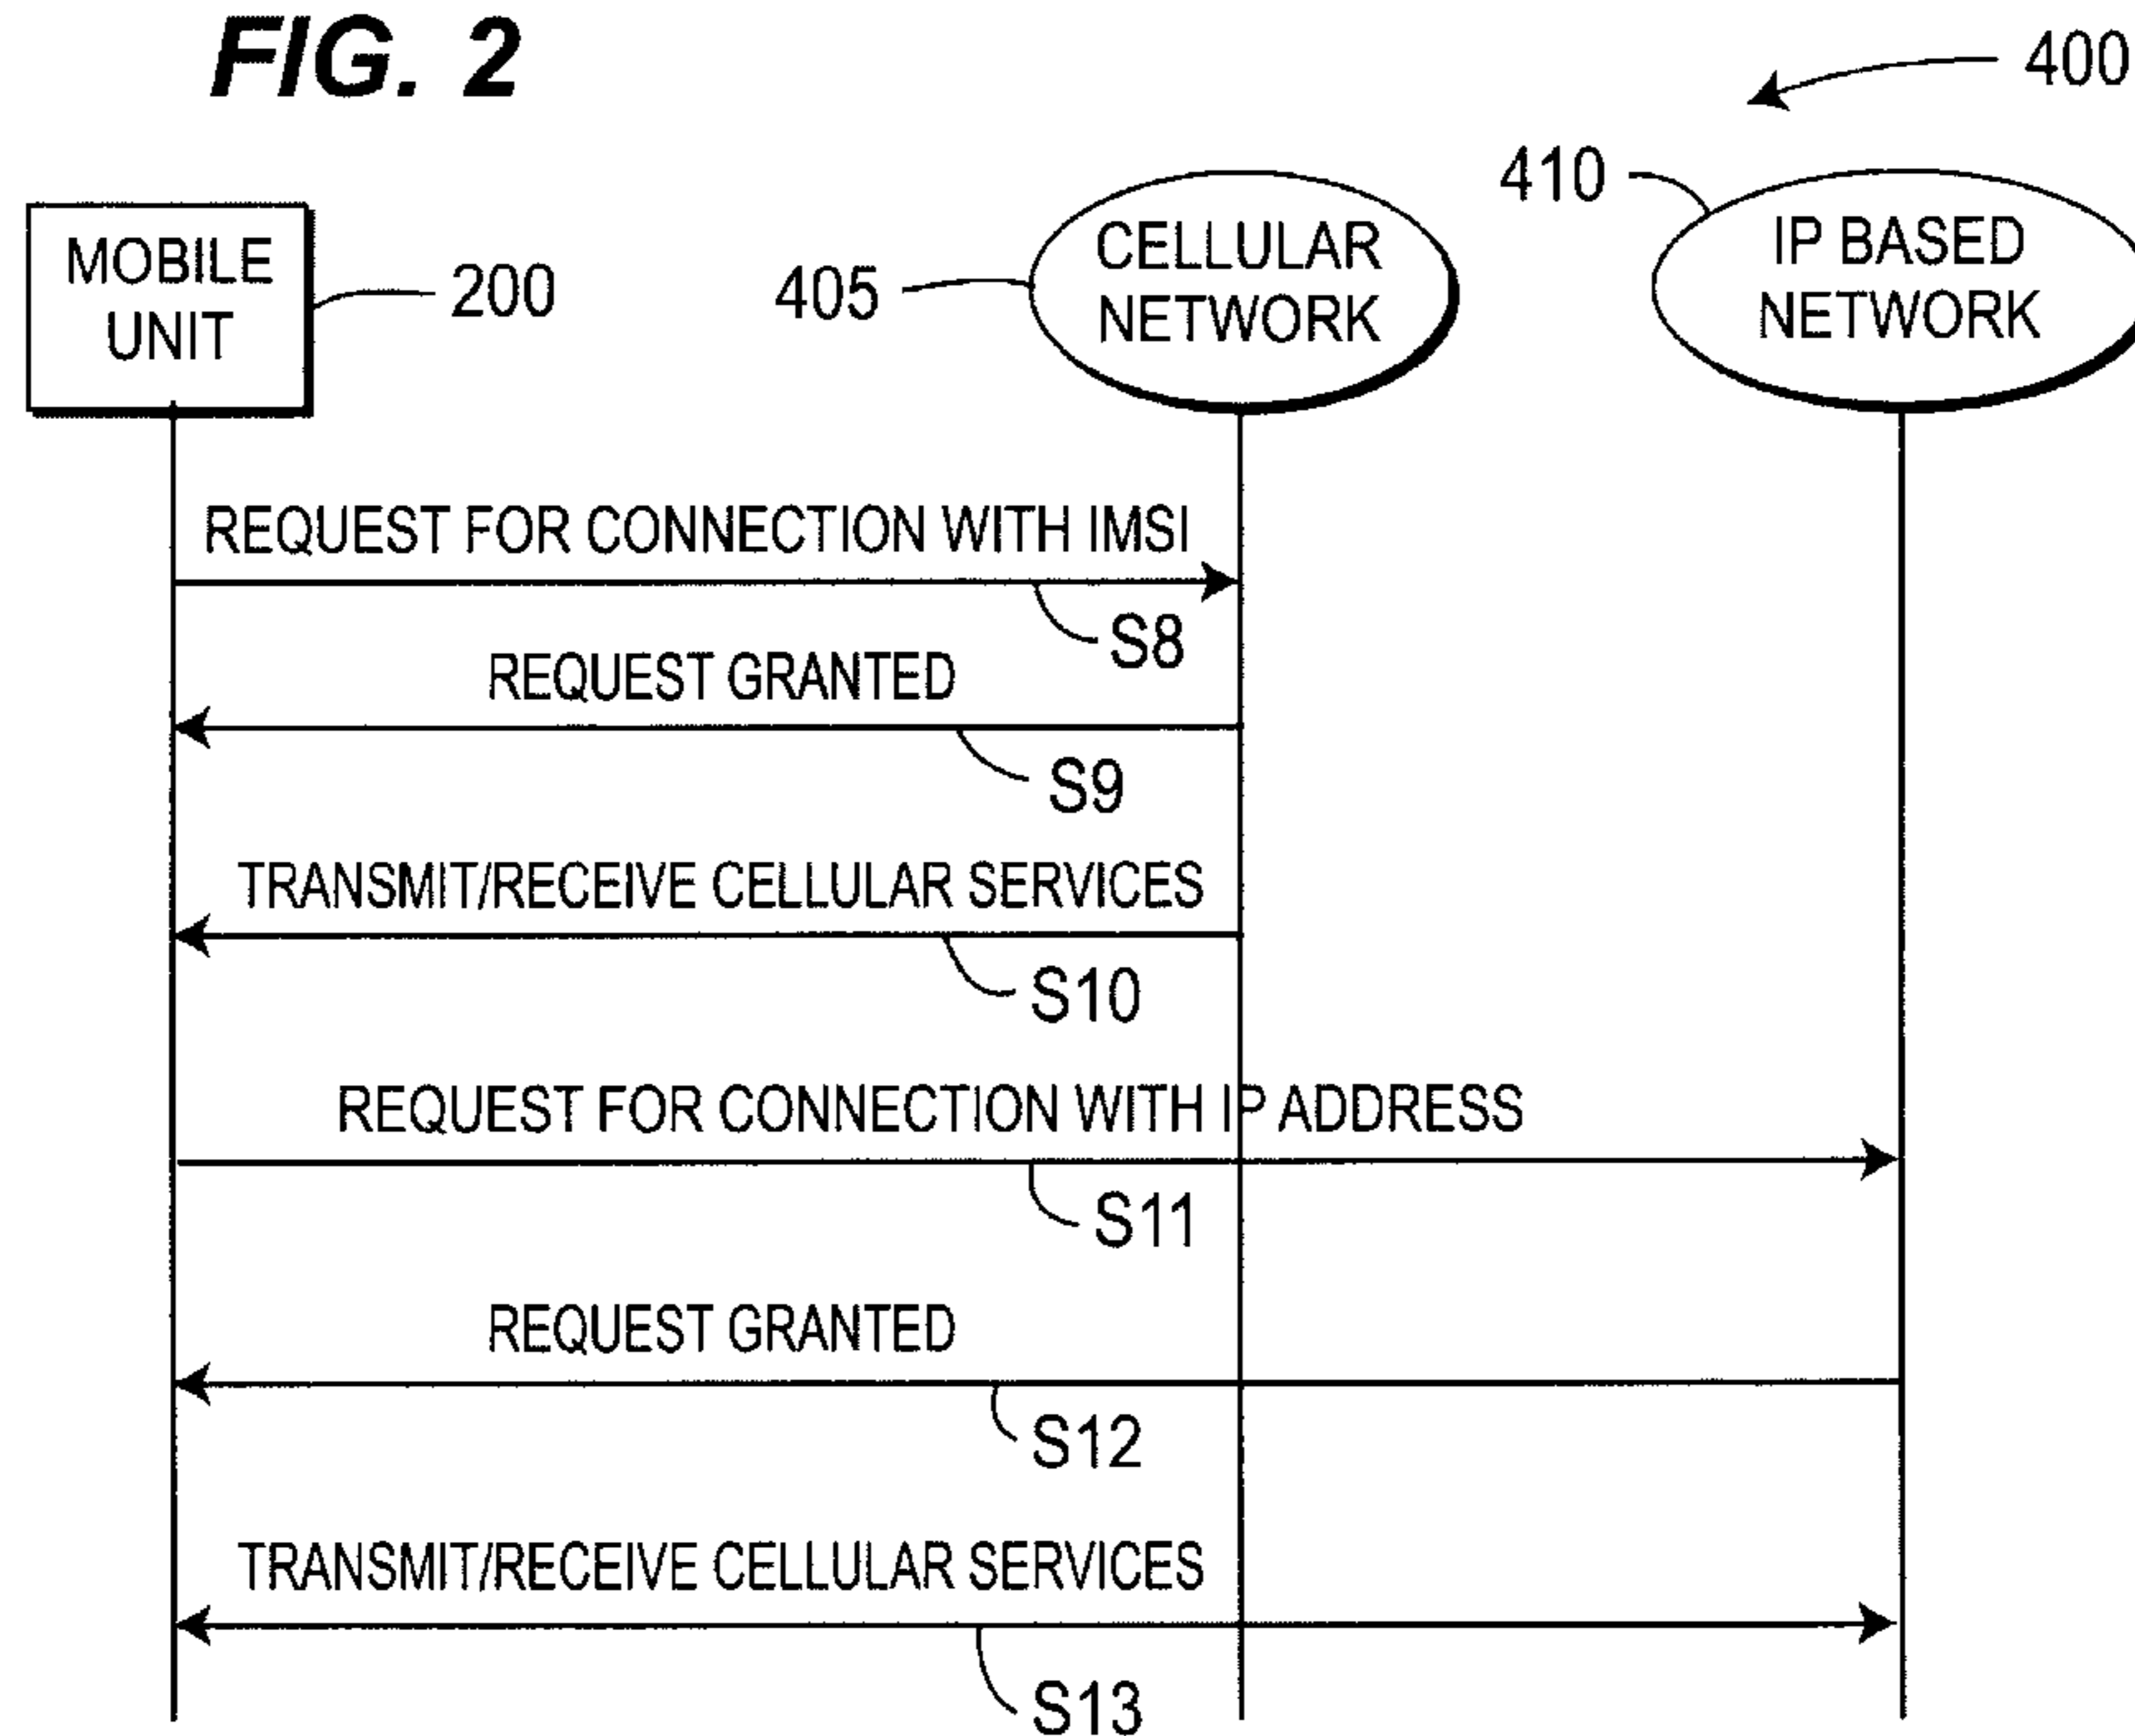 FIG. 2
400
410
MOBILE
UNIT
200
405
CELLULAR
NETWORK
IP BASED
NETWORK
REQUEST FOR CONNECTION WITH IMSI
S8
REQUEST GRANTED
S9
TRANSMIT/RECEIVE CELLULAR SERVICES
S10
REQUEST FOR CONNECTION WITH IP ADDRESS
S11
REQUEST GRANTED
S12
TRANSMIT/RECEIVE CELLULAR SERVICES
S13